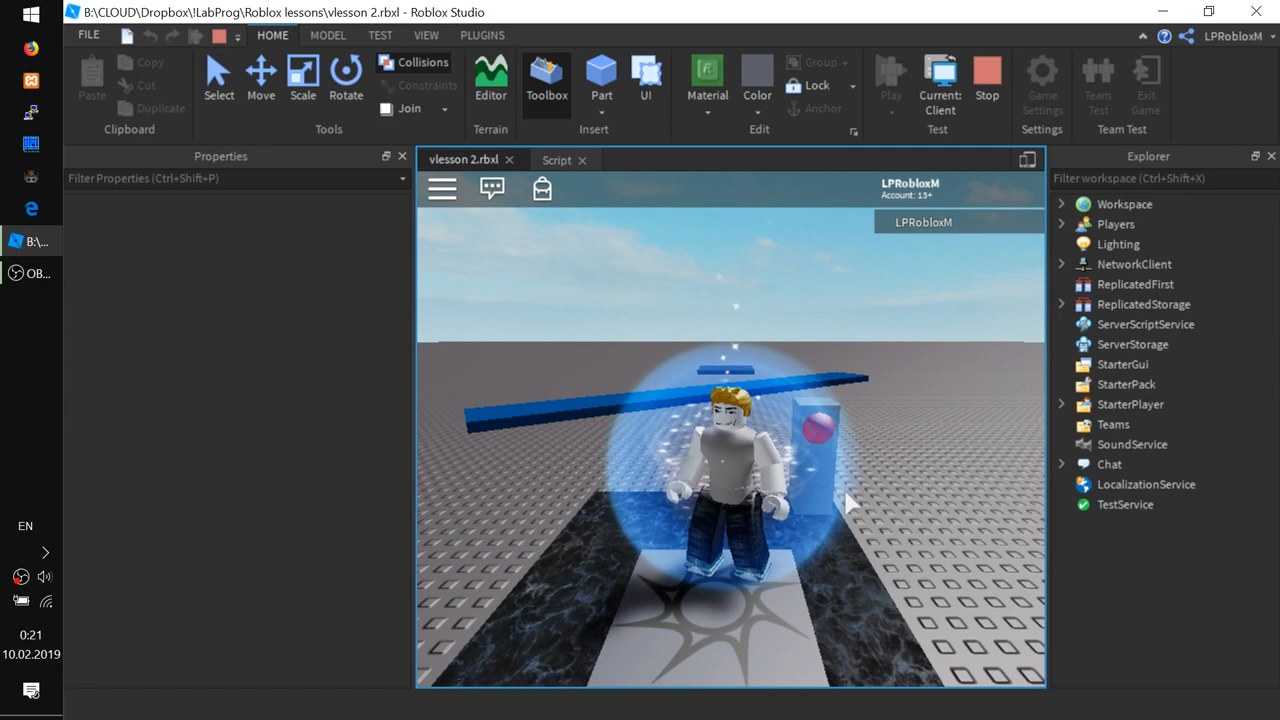 B:\CLOUD\Dropbox\!LabProg\Roblox lessons\vlesson 2.rbxl - Roblox Studio
FILE HOME MODEL TEST VIEW PLUGINS LPRobloxM
Paste Copy Cut Duplicate
Select Move Scale Rotate
Collisions Constraints Join
Editor Toolbox Part UI Material Color
Group Lock Anchor
Play Current: Client Stop Game Settings Team Test Exit Game
Clipboard Tools Terrain Insert Edit Test Settings Team Test
Properties
Filter Properties (Ctrl+Shift+P)
vlesson 2.rbxl Script
LPRobloxM
Account: 13+
LPRobloxM
Explorer
Filter workspace (Ctrl+Shift+X)
Workspace
Players
Lighting
NetworkClient
ReplicatedFirst
ReplicatedStorage
ServerScriptService
ServerStorage
StarterGui
StarterPack
StarterPlayer
Teams
SoundService
Chat
LocalizationService
TestService
B:\...
OB...
EN
0:21
10.02.2019